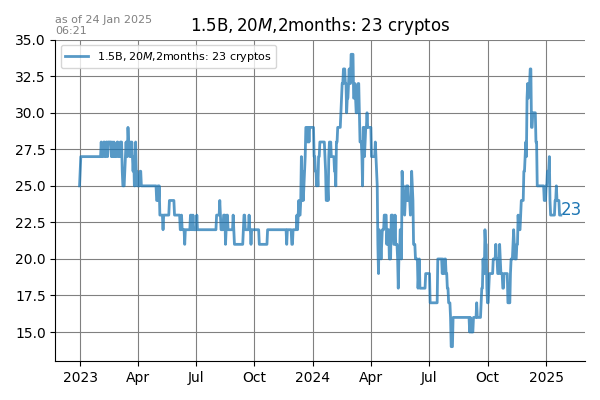 as of 24 Jan 2025
06:21
1.5B, 20M,2months: 23 cryptos
1.5B, 20M,2months: 23 cryptos
35.0
32.5
30.0
27.5
25.0
22.5
20.0
17.5
15.0
23
2023 Apr Jul Oct 2024 Apr Jul Oct 2025